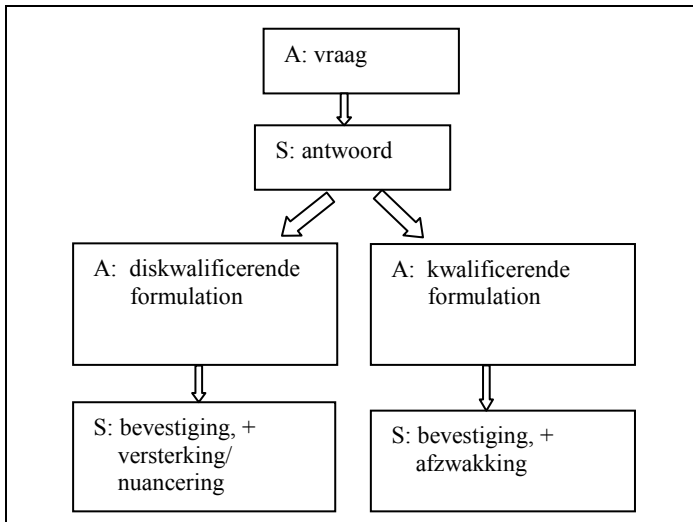 A: vraag
S: antwoord
A: diskwalificerende
formulation
A: kwalificerende
formulation
S: bevestiging, +
versterking/
nuancering
S: bevestiging, +
afzwakking